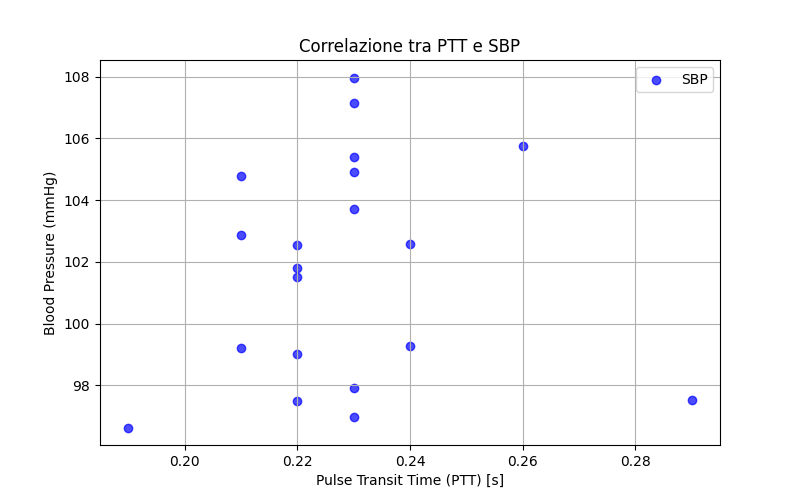 Correlazione tra PTT e SBP
SBP
108
106
104
102
100
98
Blood Pressure (mmHg)
0.20
0.22
0.24
0.26
0.28
Pulse Transit Time (PTT) [s]